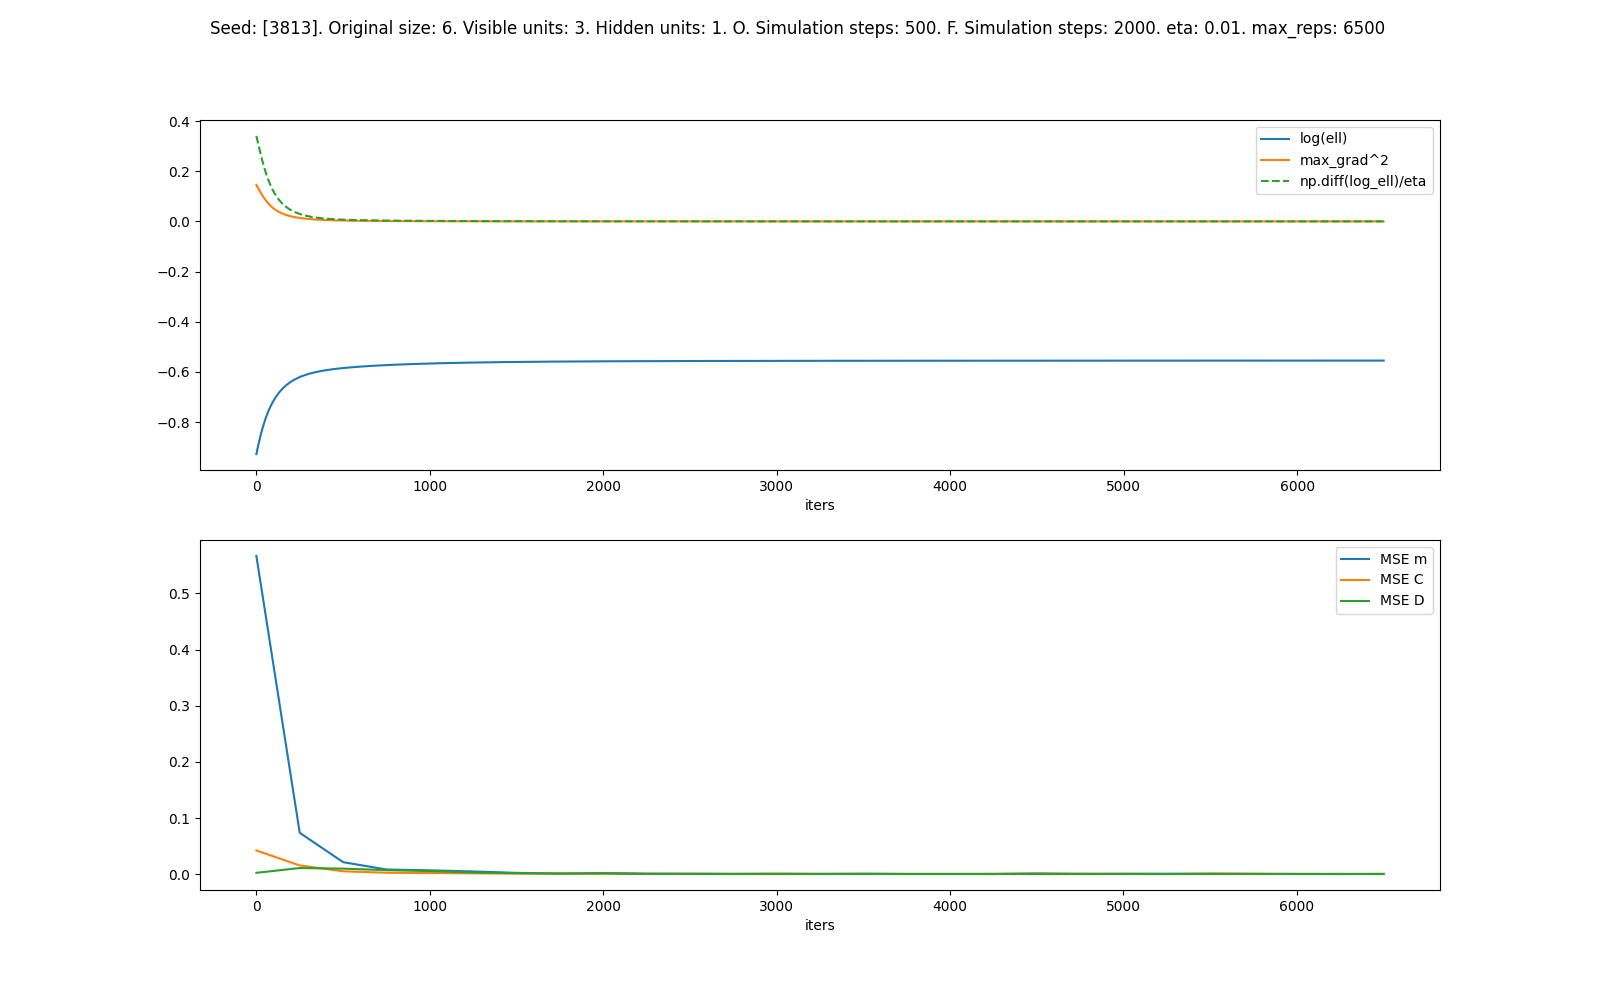 Seed: [3813]. Original size: 6. Visible units: 3. Hidden units: 1. O. Simulation steps: 500. F. Simulation steps: 2000. eta: 0.01. max_reps: 6500
0.4
0.2
0.0
−0.2
−0.4
−0.6
−0.8
log(ell)
max_grad^2
np.diff(log_ell)/eta
0 1000 2000 3000 4000 5000 6000
iters
0.5
0.4
0.3
0.2
0.1
0.0
MSE m
MSE C
MSE D
0 1000 2000 3000 4000 5000 6000
iters